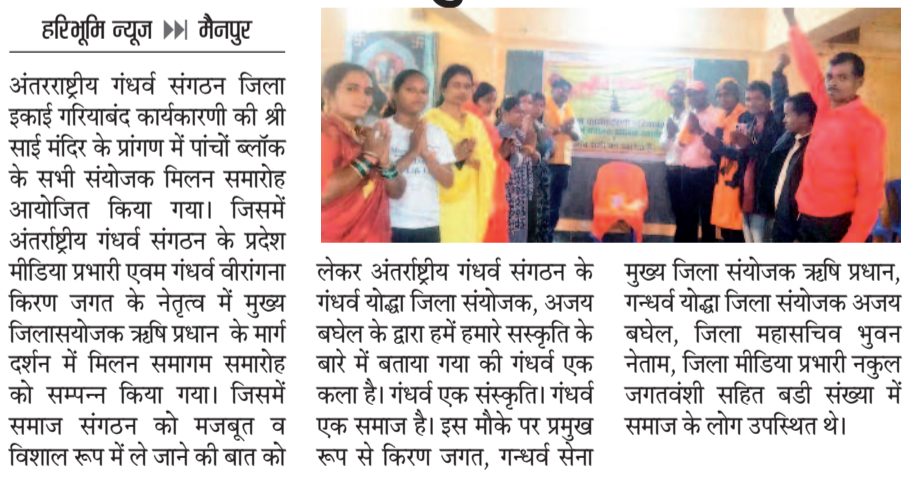 हरिभूमि न्यूज ▶▶| मैनपुर
अंतरराष्ट्रीय गंधर्व संगठन जिला
इकाई गरियाबंद कार्यकारणी की श्री
साई मंदिर के प्रांगण में पांचों ब्लॉक
के सभी संयोजक मिलन समारोह
आयोजित किया गया। जिसमें
अंतर्राष्ट्रीय गंधर्व संगठन के प्रदेश
मीडिया प्रभारी एवम गंधर्व वीरांगना
किरण जगत के नेतृत्व में मुख्य
जिलासयोजक ऋषि प्रधान के मार्ग
दर्शन में मिलन समागम समारोह
को सम्पन्न किया गया। जिसमें
समाज संगठन को मजबूत व
विशाल रूप में ले जाने की बात को
लेकर अंतर्राष्ट्रीय गंधर्व संगठन के
गंधर्व योद्धा जिला संयोजक, अजय
बघेल के द्वारा हमें हमारे सस्कृति के
बारे में बताया गया की गंधर्व एक
कला है। गंधर्व एक संस्कृति। गंधर्व
एक समाज है। इस मौके पर प्रमुख
रूप से किरण जगत, गन्धर्व सेना
मुख्य जिला संयोजक ऋषि प्रधान,
गन्धर्व योद्धा जिला संयोजक अजय
बघेल, जिला महासचिव भुवन
नेताम, जिला मीडिया प्रभारी नकुल
जगतवंशी सहित बडी संख्या में
समाज के लोग उपस्थित थे।